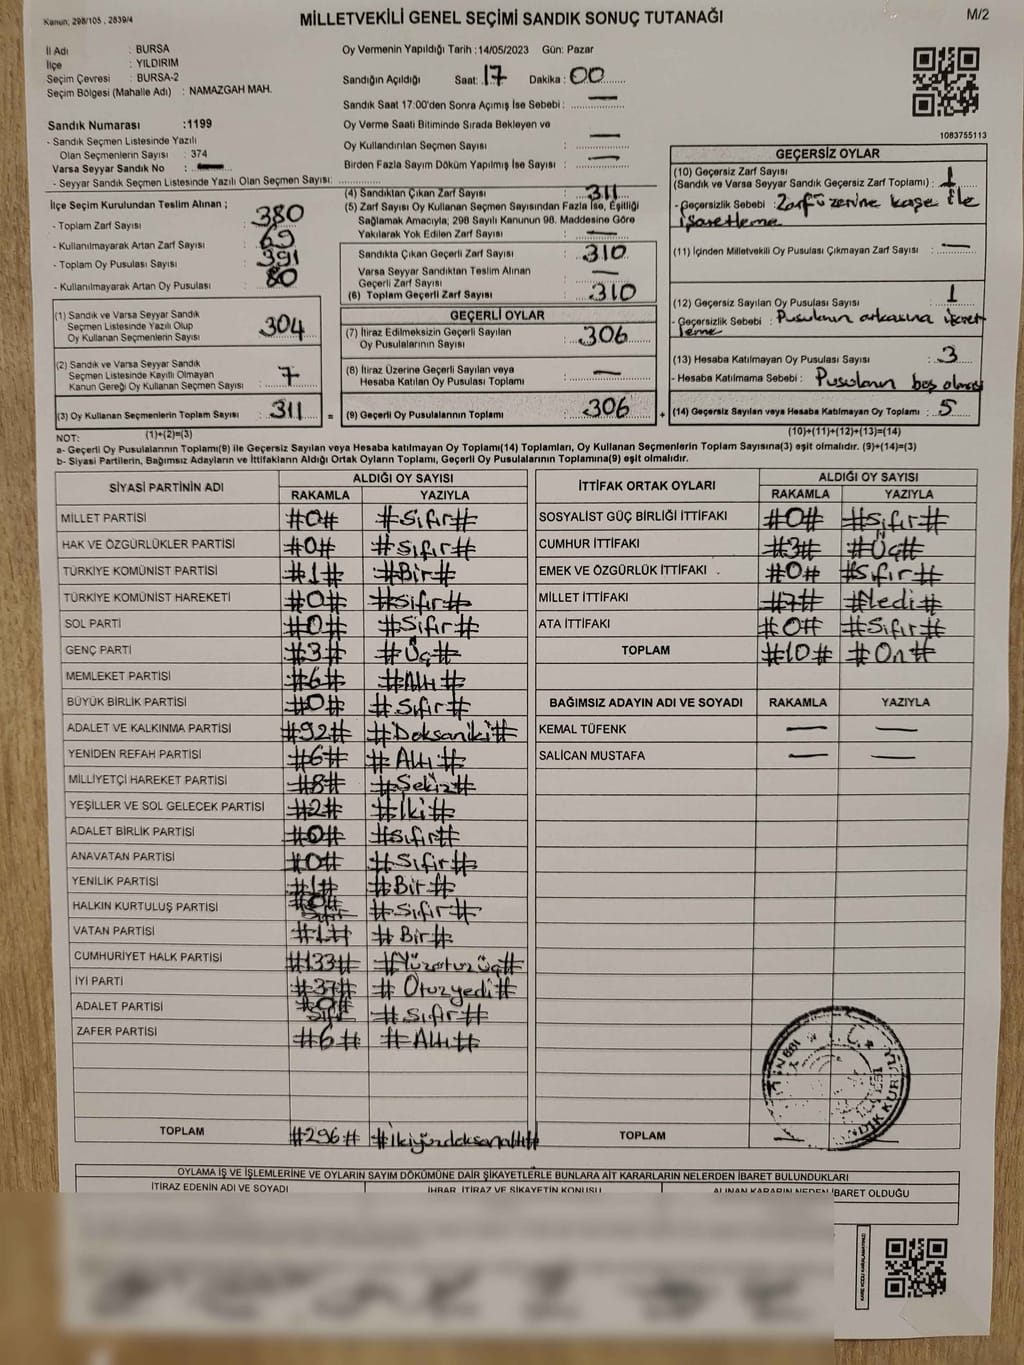 Kanun; 298/105 , 2839/4
MİLLETVEKİLİ GENEL SEÇİMİ SANDIK SONUÇ TUTANAĞI
M/2
İl Adı : BURSA
İlçe : YILDIRIM
Seçim Çevresi : BURSA-2
Seçim Bölgesi (Mahalle Adı) : NAMAZGAH MAH.
Oy Vermenin Yapıldığı Tarih :14/05/2023 Gün: Pazar
Sandığın Açıldığı Saat: 17 Dakika : 00
Sandık Saat 17:00'den Sonra Açımış İse Sebebi : —
Oy Verme Saati Bitiminde Sırada Bekleyen ve
Oy Kullandırılan Seçmen Sayısı —
Birden Fazla Sayım Döküm Yapılmış İse Sayısı —
1083755113
Sandık Numarası :1199
- Sandık Seçmen Listesinde Yazılı
Olan Seçmenlerin Sayısı : 374
Varsa Seyyar Sandık No : —
- Seyyar Sandık Seçmen Listesinde Yazılı Olan Seçmen Sayısı:
İlçe Seçim Kurulundan Teslim Alınan ;
- Toplam Zarf Sayısı : 380
- Kullanılmayarak Artan Zarf Sayısı : 69
- Toplam Oy Pusulası Sayısı : 391
- Kullanılmayarak Artan Oy Pusulası : 80
(1) Sandık ve Varsa Seyyar Sandık
Seçmen Listesinde Yazılı Olup
Oy Kullanan Seçmenlerin Sayısı : 304
(2) Sandık ve Varsa Seyyar Sandık
Seçmen Listesinde Kayıtlı Olmayan
Kanun Gereği Oy Kullanan Seçmen Sayısı : 7
(3) Oy Kullanan Seçmenlerin Toplam Sayısı : 311 =
(1)+(2)=(3)
(4) Sandıktan Çıkan Zarf Sayısı : 311
(5) Zarf Sayısı Oy Kullanan Seçmen Sayısından Fazla İse, Eşitliği
Sağlamak Amacıyla; 298 Sayılı Kanunun 98. Maddesine Göre
Yakılarak Yok Edilen Zarf Sayısı : —
Sandıkta Çıkan Geçerli Zarf Sayısı : 310
Varsa Seyyar Sandıktan Teslim Alınan
Geçerli Zarf Sayısı : —
(6) Toplam Geçerli Zarf Sayısı : 310
GEÇERLİ OYLAR
(7) İtiraz Edilmeksizin Geçerli Sayılan
Oy Pusulalarının Sayısı : 306
(8) İtiraz Üzerine Geçerli Sayılan veya
Hesaba Katılan Oy Pusulası Toplamı : —
(9) Geçerli Oy Pusulalarının Toplamı : 306 +
GEÇERSİZ OYLAR
(10) Geçersiz Zarf Sayısı
(Sandık ve Varsa Seyyar Sandık Geçersiz Zarf Toplamı) : 1
- Geçersizlik Sebebi : Zarf üzerine kaşe ile
işaretleme
(11) İçinden Milletvekili Oy Pusulası Çıkmayan Zarf Sayısı : —
(12) Geçersiz Sayılan Oy Pusulası Sayısı : 1
- Geçersizlik Sebebi : Pusulanın arkasına işaret
leme
(13) Hesaba Katılmayan Oy Pusulası Sayısı : 3
- Hesaba Katılmama Sebebi : Pusulanın boş olması
(14) Geçersiz Sayılan veya Hesaba Katılmayan Oy Toplamı : 5
(10)+(11)+(12)+(13)=(14)
NOT:
a- Geçerli Oy Pusulalarının Toplamı(9) ile Geçersiz Sayılan veya Hesaba katılmayan Oy Toplamı(14) Toplamları, Oy Kullanan Seçmenlerin Toplam Sayısına(3) eşit olmalıdır. (9)+(14)=(3)
b- Siyasi Partilerin, Bağımsız Adayların ve İttifakların Aldığı Ortak Oyların Toplamı, Geçerli Oy Pusulalarının Toplamına(9) eşit olmalıdır.
SİYASİ PARTİNİN ADI ALDIĞI OY SAYISI
RAKAMLA YAZIYLA
MİLLET PARTİSİ #0# #Sıfır#
HAK VE ÖZGÜRLÜKLER PARTİSİ #0# #Sıfır#
TÜRKİYE KOMÜNİST PARTİSİ #1# #Bir#
TÜRKİYE KOMÜNİST HAREKETİ #0# #Sıfır#
SOL PARTİ #0# #Sıfır#
GENÇ PARTİ #3# #Üç#
MEMLEKET PARTİSİ #6# #Altı#
BÜYÜK BİRLİK PARTİSİ #0# #Sıfır#
ADALET VE KALKINMA PARTİSİ #92# #Doksaniki#
YENİDEN REFAH PARTİSİ #6# #Altı#
MİLLİYETÇİ HAREKET PARTİSİ #8# #Sekiz#
YEŞİLLER VE SOL GELECEK PARTİSİ #2# #İki#
ADALET BİRLİK PARTİSİ #0# #Sıfır#
ANAVATAN PARTİSİ #0# #Sıfır#
YENİLİK PARTİSİ #1# #Bir#
HALKIN KURTULUŞ PARTİSİ #0# Sıfır #Sıfır#
VATAN PARTİSİ #1# #Bir#
CUMHURİYET HALK PARTİSİ #133# #Yüzotuzüç#
İYİ PARTİ #37# #Otuzyedi#
ADALET PARTİSİ #0# Sıfır #Sıfır#
ZAFER PARTİSİ #6# #Altı#
TOPLAM #296# #İkiyüzdoksanaltı#
İTTİFAK ORTAK OYLARI ALDIĞI OY SAYISI
RAKAMLA YAZIYLA
SOSYALİST GÜÇ BİRLİĞİ İTTİFAKI #0# #Sıfır#
CUMHUR İTTİFAKI #3# #Üç#
EMEK VE ÖZGÜRLÜK İTTİFAKI #0# #Sıfır#
MİLLET İTTİFAKI #7# #Yedi#
ATA İTTİFAKI #0# #Sıfır#
TOPLAM #10# #On#
BAĞIMSIZ ADAYIN ADI VE SOYADI RAKAMLA YAZIYLA
KEMAL TÜFENK — —
SALİCAN MUSTAFA — —
TOPLAM — —
OYLAMA İŞ VE İŞLEMLERİNE VE OYLARIN SAYIM DÖKÜMÜNE DAİR ŞİKAYETLERLE BUNLARA AİT KARARLARIN NELERDEN İBARET BULUNDUKLARI
İTİRAZ EDENİN ADI VE SOYADI İHBAR, İTİRAZ VE ŞİKAYETİN KONUSU ALINAN KARARIN NEDEN İBARET OLDUĞU